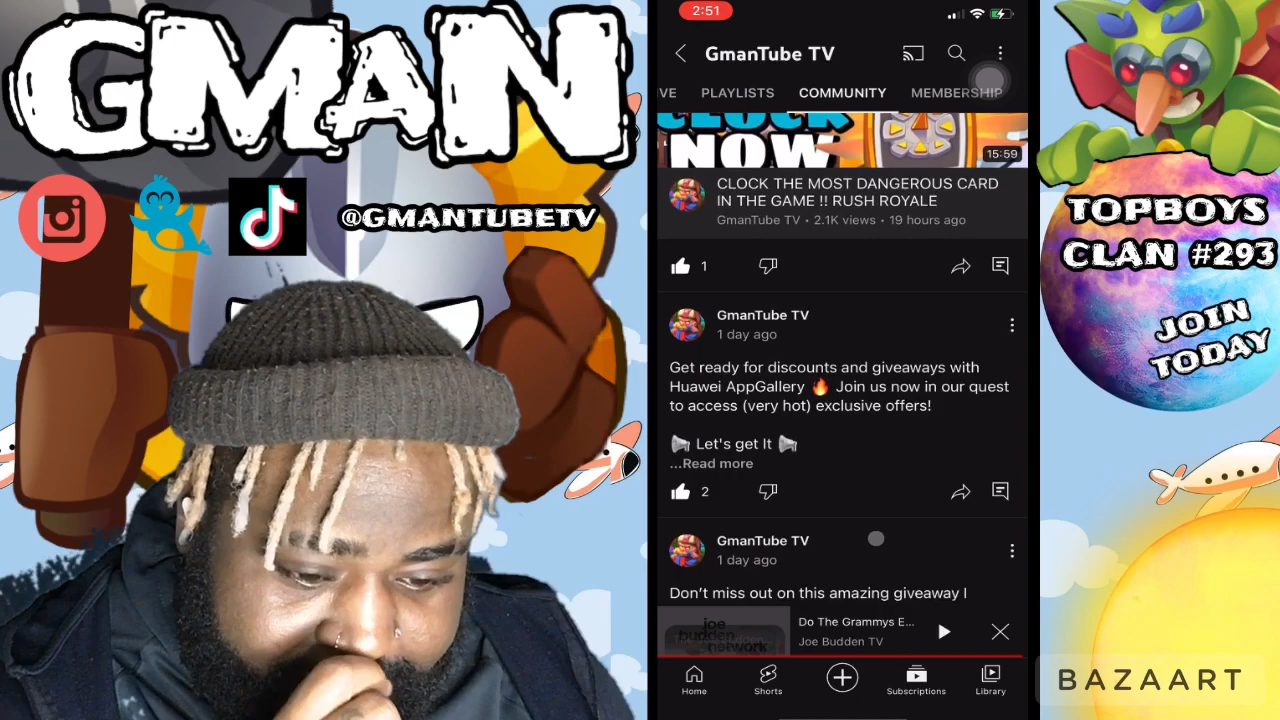 GMAN
@GMANTUBETV
2:51
GmanTube TV
VE PLAYLISTS COMMUNITY MEMBERSHIP
CLOCK
NOW
15:59
CLOCK THE MOST DANGEROUS CARD
IN THE GAME !! RUSH ROYALE
GmanTube TV • 2.1K views • 19 hours ago
1
GmanTube TV
1 day ago
Get ready for discounts and giveaways with
Huawei AppGallery 🔥 Join us now in our quest
to access (very hot) exclusive offers!
📢 Let's get It 📢
...Read more
2
GmanTube TV
1 day ago
Don't miss out on this amazing giveaway I
joe
budden
network
Do The Grammys E...
Joe Budden TV
Home Shorts Subscriptions Library
TOPBOYS
CLAN #293
JOIN
TODAY
BAZAART